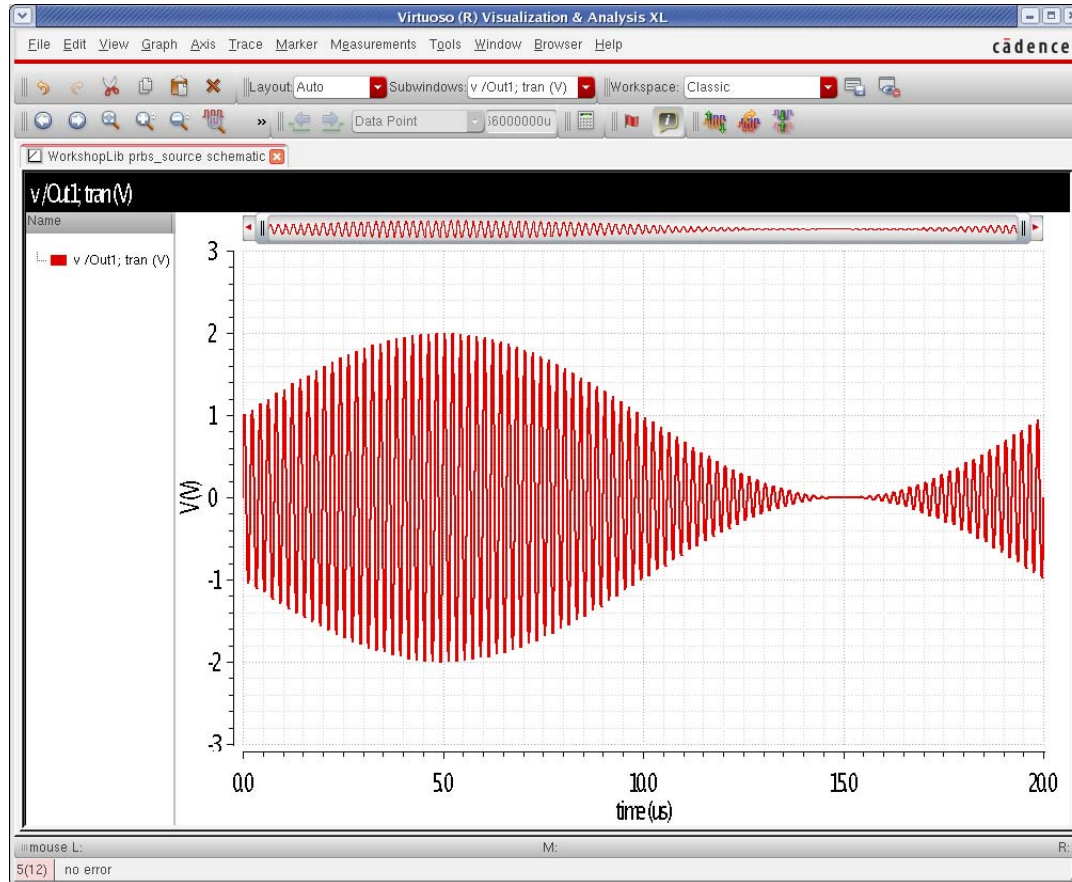 Virtuoso (R) Visualization & Analysis XL
File Edit View Graph Axis Trace Marker Measurements Tools Window Browser Help
cādence
Layout: Auto Subwindows: v /Out1; tran (V) Workspace: Classic
» Data Point 6000000u
WorkshopLib prbs_source schematic
v /Out1; tran (V)
Name
v /Out1; tran (V)
3
2
1
0
-1
-2
-3
V (V)
0.0 5.0 10.0 15.0 20.0
time (us)
mouse L: M: R:
5(12) no error